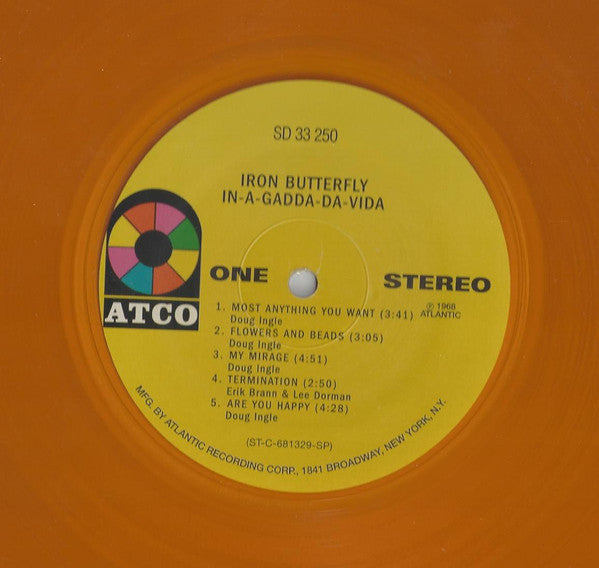 SD 33 250
IRON BUTTERFLY
IN-A-GADDA-DA-VIDA
ATCO
ONE
STEREO
1. MOST ANYTHING YOU WANT (3:41)
Doug Ingle
2. FLOWERS AND BEADS (3:05)
Doug Ingle
3. MY MIRAGE (4:51)
Doug Ingle
4. TERMINATION (2:50)
Erik Brann & Lee Dorman
5. ARE YOU HAPPY (4:28)
Doug Ingle
℗ 1968
ATLANTIC
(ST-C-681329-SP)
MFG. BY ATLANTIC RECORDING CORP., 1841 BROADWAY, NEW YORK, N.Y.